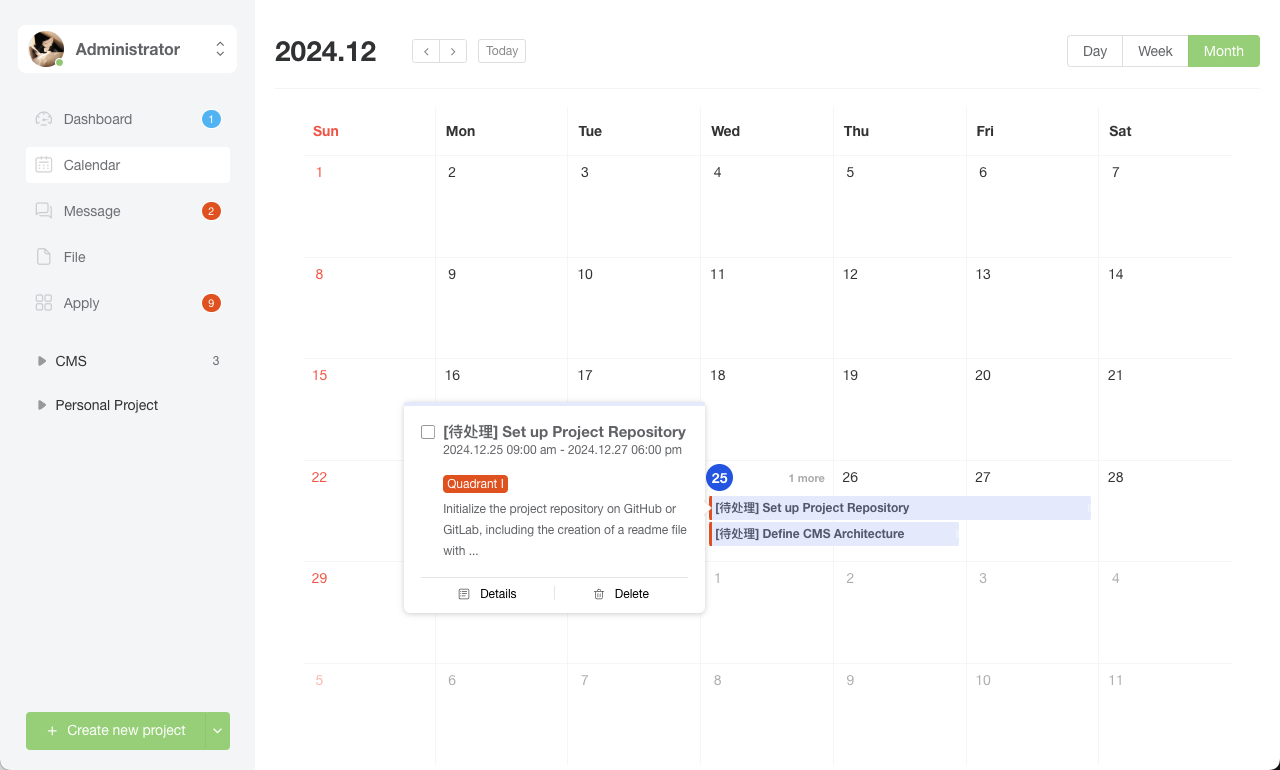 Administrator
Dashboard 1
Calendar
Message 2
File
Apply 9
CMS 3
Personal Project
+ Create new project
2024.12
Today
Day Week Month
Sun Mon Tue Wed Thu Fri Sat
1 2 3 4 5 6 7
8 9 10 11 12 13 14
15 16 17 18 19 20 21
22 25 1 more 26 27 28
[待处理] Set up Project Repository
[待处理] Define CMS Architecture
29 1 2 3 4
5 6 7 8 9 10 11
[待处理] Set up Project Repository
2024.12.25 09:00 am - 2024.12.27 06:00 pm
Quadrant I
Initialize the project repository on GitHub or
GitLab, including the creation of a readme file
with ...
Details Delete